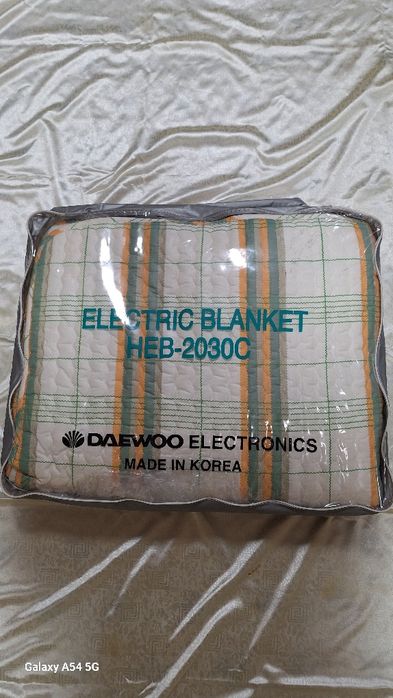 ELECTRIC BLANKET
HEB-2030C
DAEWOO ELECTRONICS
MADE IN KOREA
Galaxy A54 5G